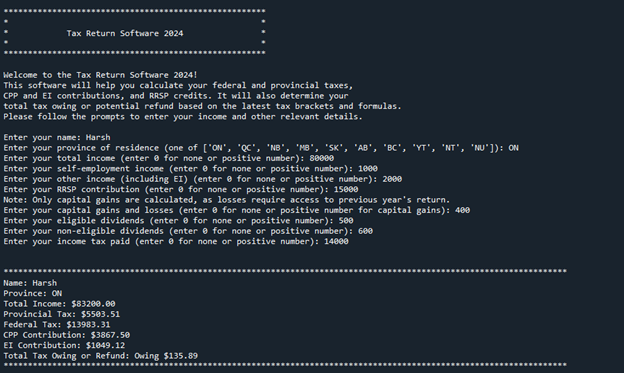 ******************************************************
*                                                    *
*            Tax Return Software 2024                *
*                                                    *
******************************************************
Welcome to the Tax Return Software 2024!
This software will help you calculate your federal and provincial taxes,
CPP and EI contributions, and RRSP credits. It will also determine your
total tax owing or potential refund based on the latest tax brackets and formulas.
Please follow the prompts to enter your income and other relevant details.
Enter your name: Harsh
Enter your province of residence (one of ['ON', 'QC', 'NB', 'MB', 'SK', 'AB', 'BC', 'YT', 'NT', 'NU']): ON
Enter your total income (enter 0 for none or positive number): 80000
Enter your self-employment income (enter 0 for none or positive number): 1000
Enter your other income (including EI) (enter 0 for none or positive number): 2000
Enter your RRSP contribution (enter 0 for none or positive number): 15000
Note: Only capital gains are calculated, as losses require access to previous year's return.
Enter your capital gains and losses (enter 0 for none or positive number for capital gains): 400
Enter your eligible dividends (enter 0 for none or positive number): 500
Enter your non-eligible dividends (enter 0 for none or positive number): 600
Enter your income tax paid (enter 0 for none or positive number): 14000
********************************************************************************************************************
Name: Harsh
Province: ON
Total Income: $83200.00
Provincial Tax: $5503.51
Federal Tax: $13983.31
CPP Contribution: $3867.50
EI Contribution: $1049.12
Total Tax Owing or Refund: Owing $135.89
********************************************************************************************************************